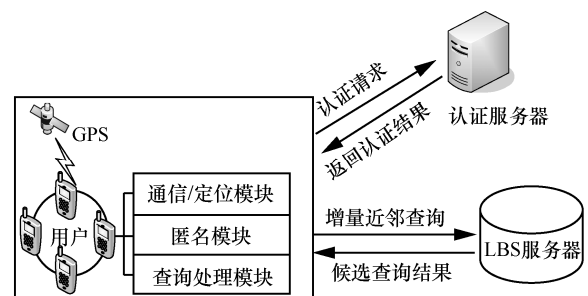 认证请求
返回认证结果
认证服务器
GPS
用户
通信/定位模块
匿名模块
查询处理模块
增量近邻查询
候选查询结果
LBS服务器